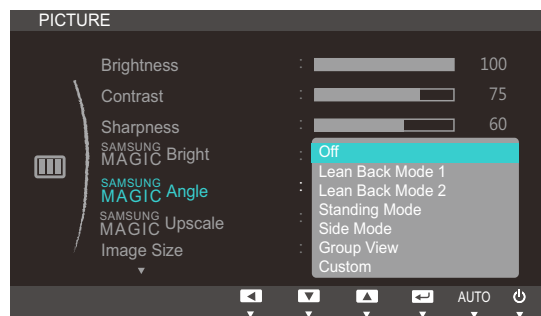 PICTURE
Brightness : 100
Contrast : 75
Sharpness : 60
SAMSUNG MAGIC Bright :
SAMSUNG MAGIC Angle :
SAMSUNG MAGIC Upscale :
Image Size :
Off
Lean Back Mode 1
Lean Back Mode 2
Standing Mode
Side Mode
Group View
Custom
AUTO